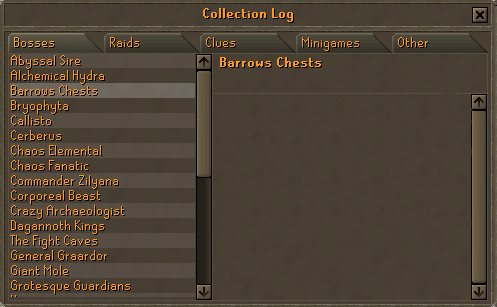 Collection Log
Bosses Raids Clues Minigames Other
Abyssal Sire
Alchemical Hydra
Barrows Chests
Bryophyta
Callisto
Cerberus
Chaos Elemental
Chaos Fanatic
Commander Zilyana
Corporeal Beast
Crazy Archaeologist
Dagannoth Kings
The Fight Caves
General Graardor
Giant Mole
Grotesque Guardians
Barrows Chests